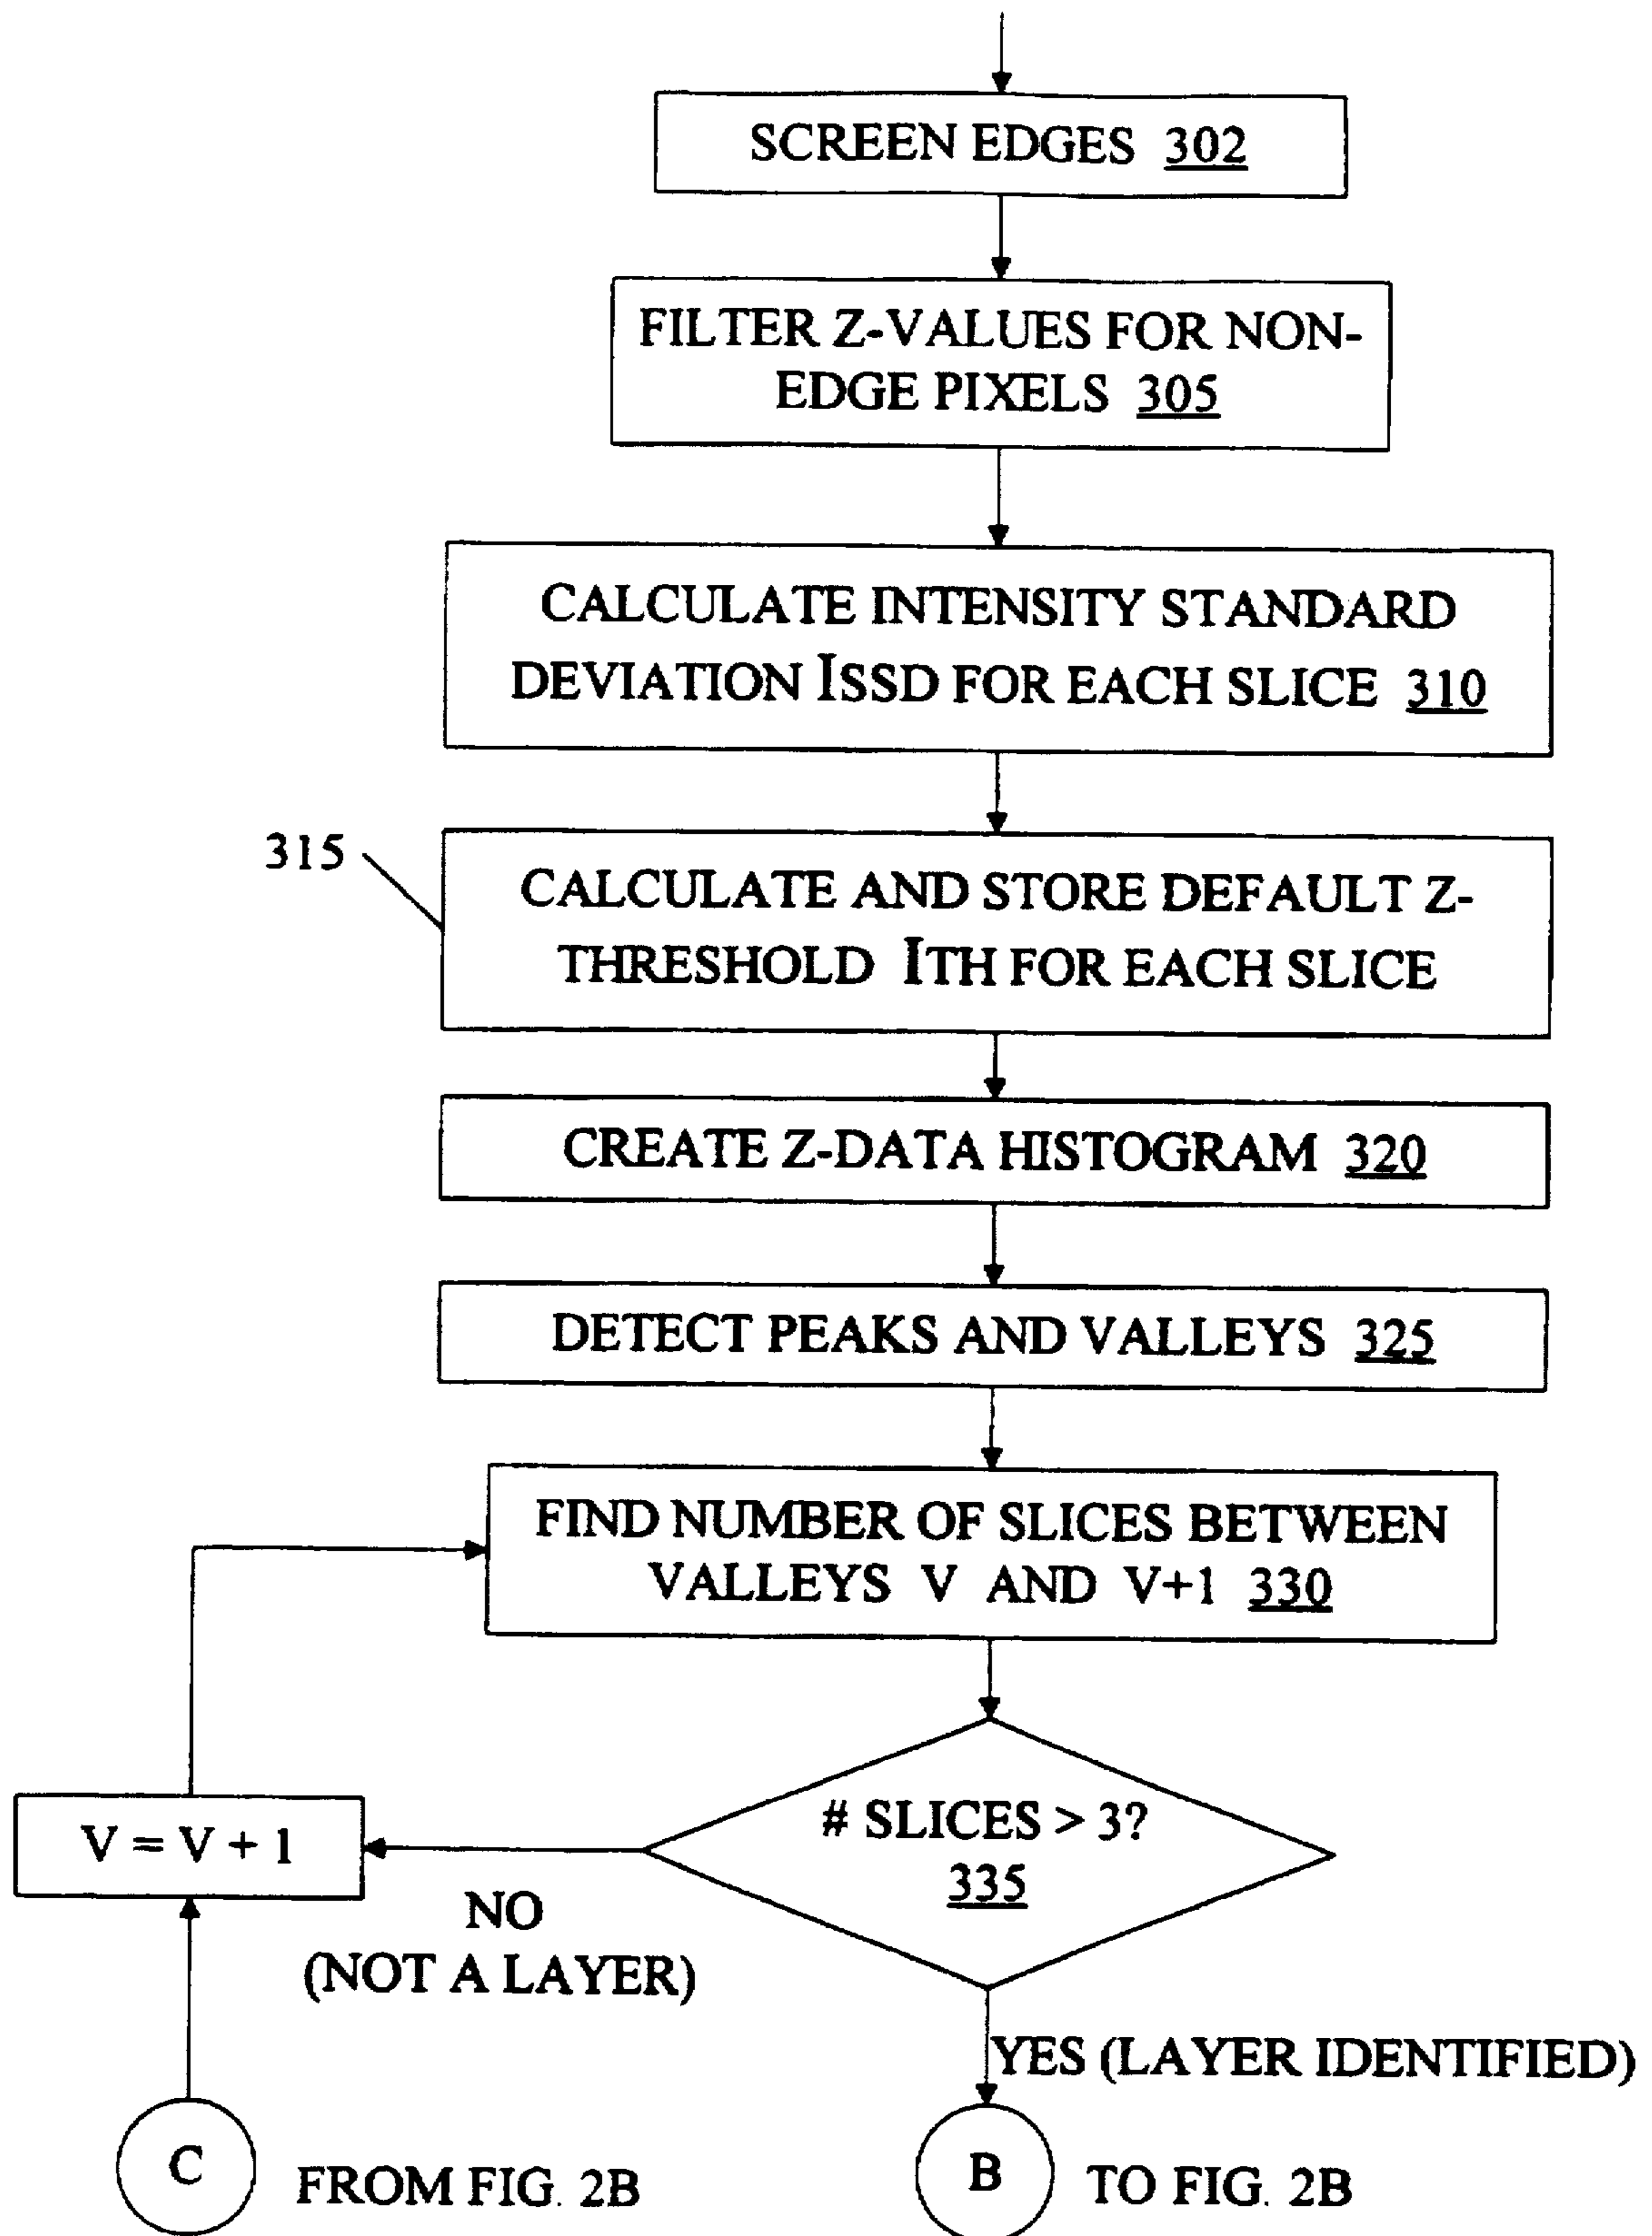 SCREEN EDGES 302
FILTER Z-VALUES FOR NON-
EDGE PIXELS 305
CALCULATE INTENSITY STANDARD
DEVIATION ISSD FOR EACH SLICE 310
315
CALCULATE AND STORE DEFAULT Z-
THRESHOLD ITH FOR EACH SLICE
CREATE Z-DATA HISTOGRAM 320
DETECT PEAKS AND VALLEYS 325
FIND NUMBER OF SLICES BETWEEN
VALLEYS V AND V+1 330
# SLICES > 3?
335
V = V + 1
NO
(NOT A LAYER)
YES (LAYER IDENTIFIED)
C
FROM FIG. 2B
B
TO FIG. 2B